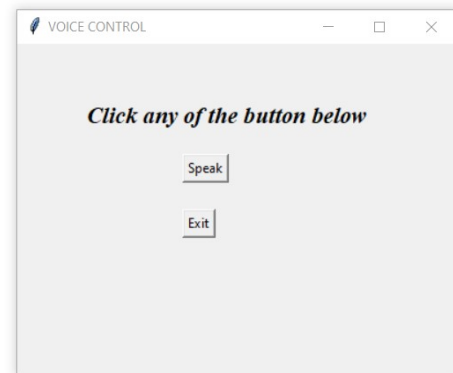 VOICE CONTROL
Click any of the button below
Speak
Exit